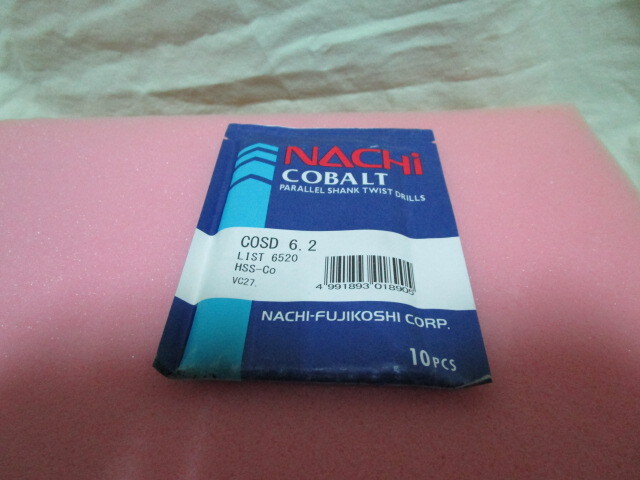 NACHi
COBALT
PARALLEL SHANK TWIST DRILLS
COSD 6.2
LIST 6520
HSS-Co
VC27.
4 991893 018905
NACHI-FUJIKOSHI CORP.
10PCS